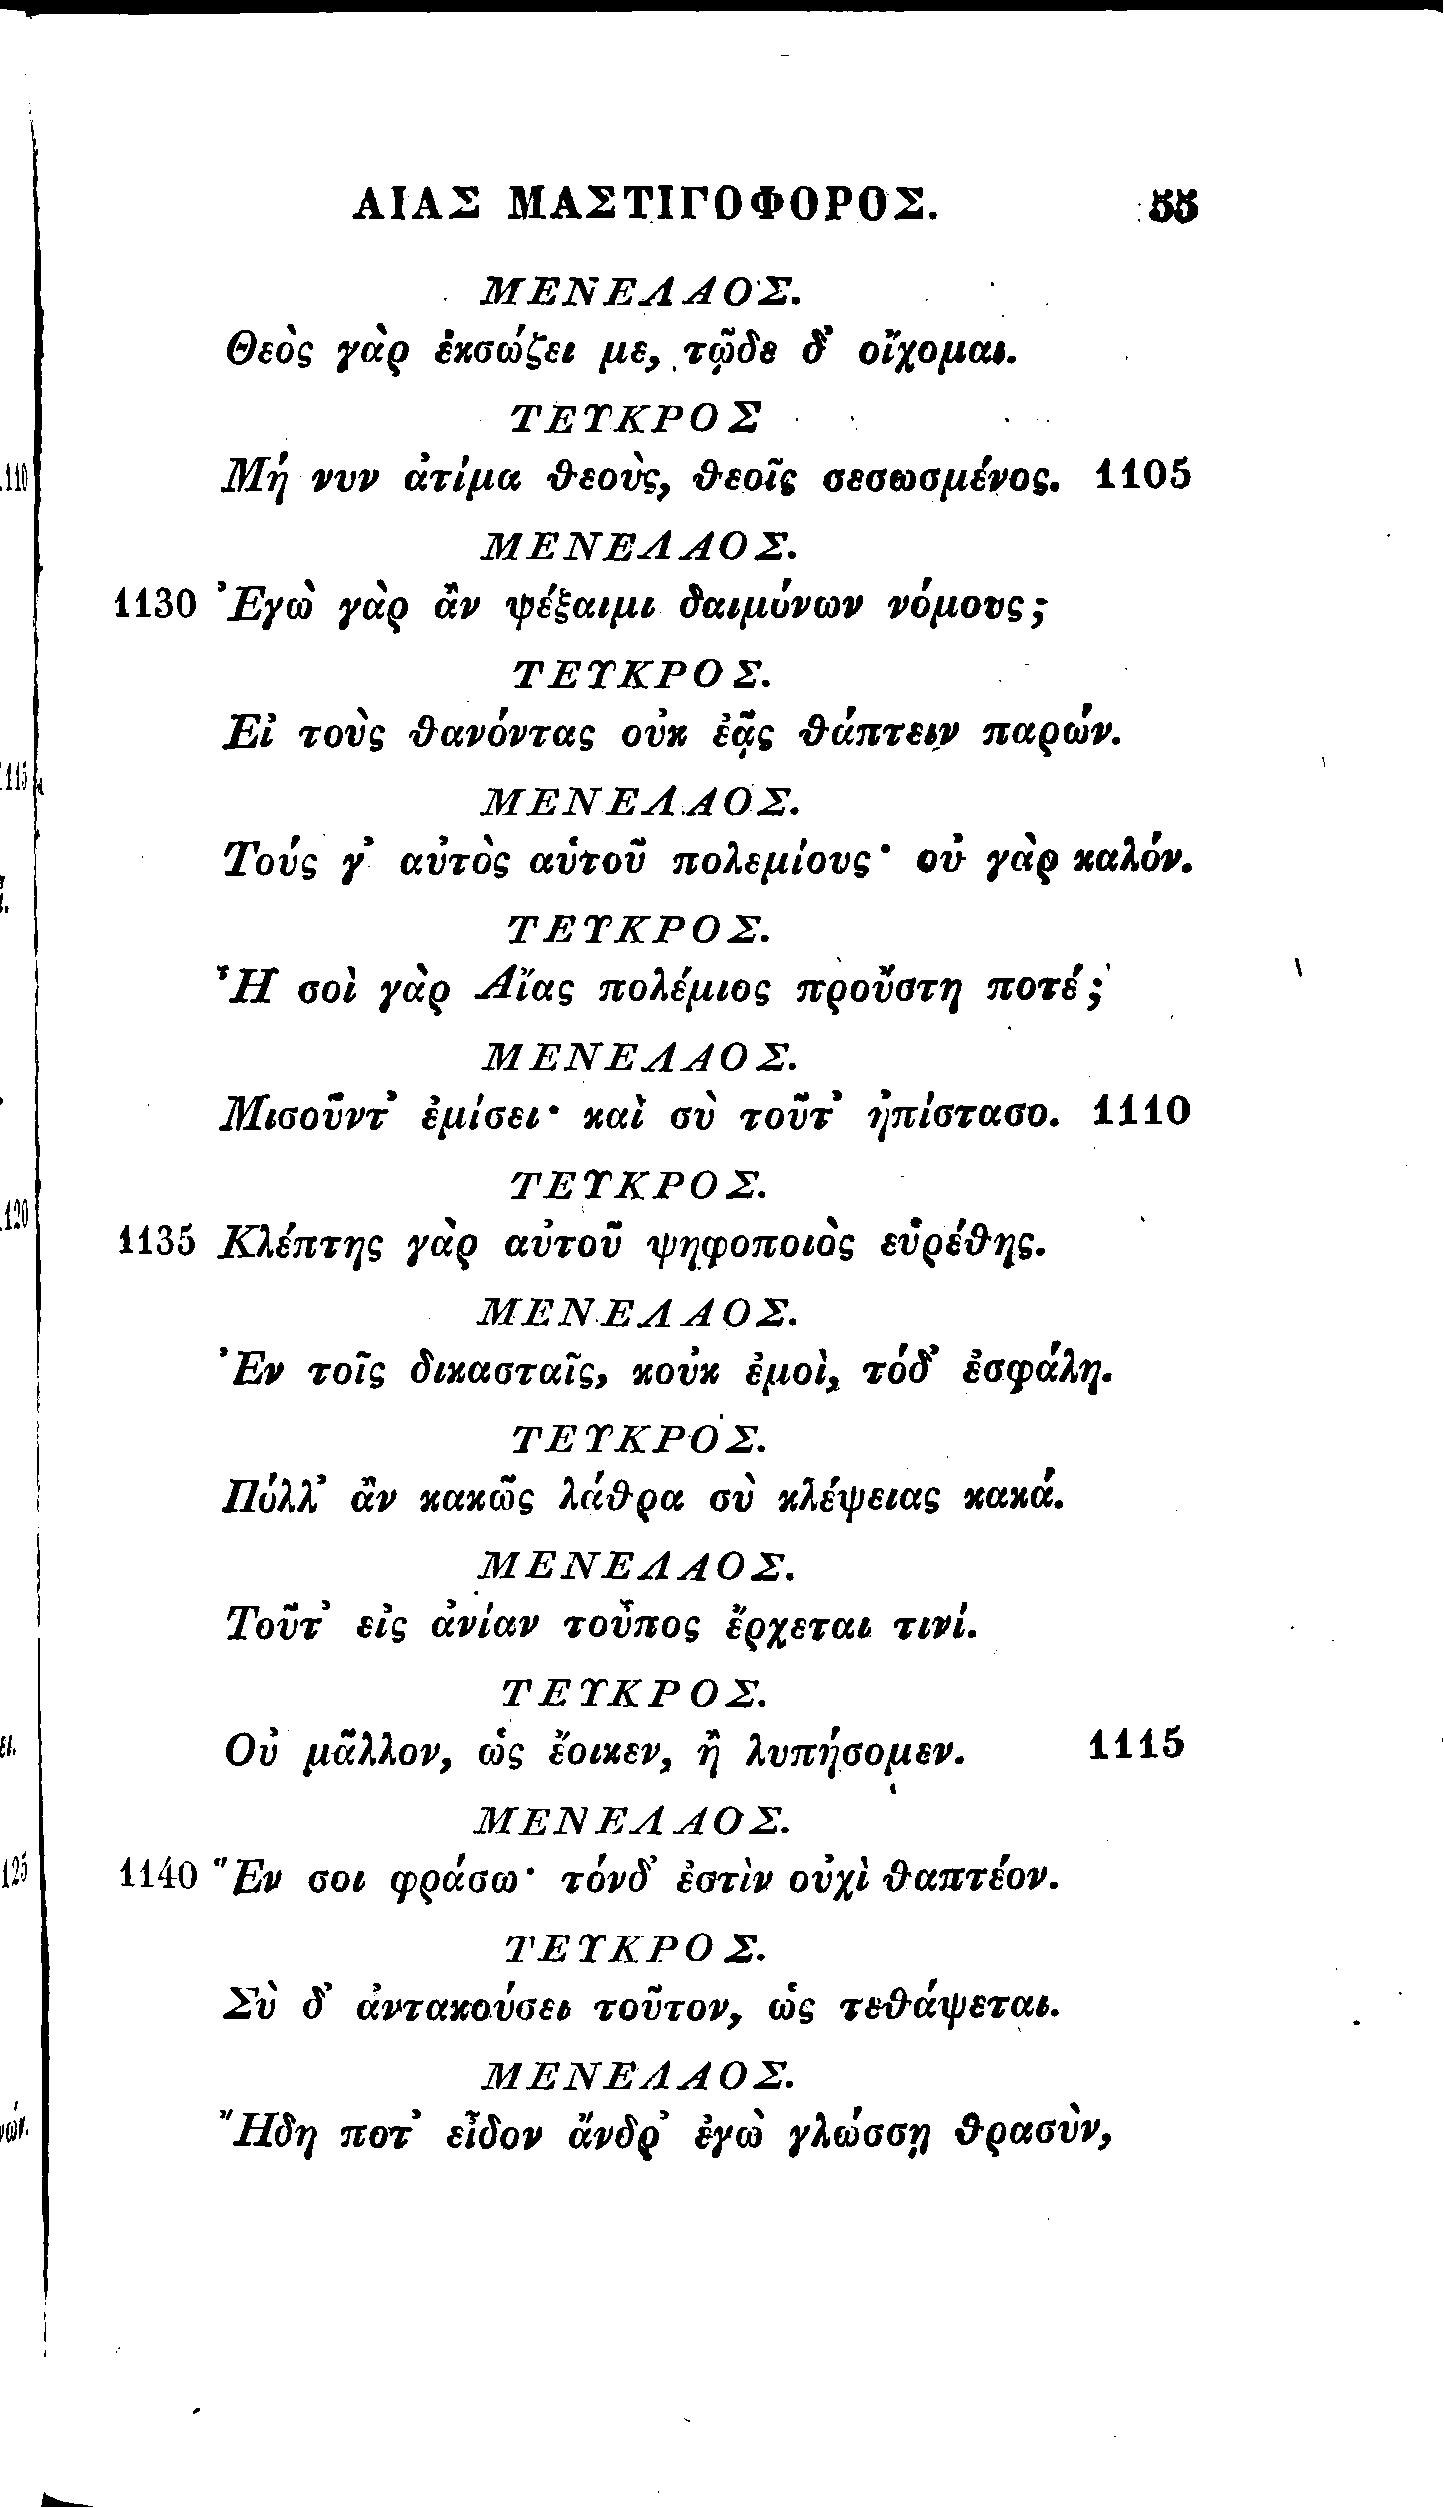 ΑΙΑΣ ΜΑΣΤΙΓΟΦΟΡΟΣ. 55
ΜΕΝΕΛΑΟΣ.
Θεὸς γὰρ ἐκσώζει με, τῷδε δ' οἴχομαι.
ΤΕΥΚΡΟΣ
Μή νυν ἀτίμα θεοὺς, θεοῖς σεσωσμένος. 1105
ΜΕΝΕΛΑΟΣ.
1130 Ἐγὼ γὰρ ἂν ψέξαιμι δαιμόνων νόμους;
ΤΕΥΚΡΟΣ.
Εἰ τοὺς θανόντας οὐκ ἐᾷς θάπτειν παρών.
ΜΕΝΕΛΑΟΣ.
Τούς γ' αὐτὸς αὑτοῦ πολεμίους· οὐ γὰρ καλόν.
ΤΕΥΚΡΟΣ.
Ἦ σοὶ γὰρ Αἴας πολέμιος προὔστη ποτέ;
ΜΕΝΕΛΑΟΣ.
Μισοῦντ' ἐμίσει· καὶ σὺ τοῦτ' ἠπίστασο. 1110
ΤΕΥΚΡΟΣ.
1135 Κλέπτης γὰρ αὐτοῦ ψηφοποιὸς εὑρέθης.
ΜΕΝΕΛΑΟΣ.
Ἐν τοῖς δικασταῖς, κοὐκ ἐμοὶ, τόδ' ἐσφάλη.
ΤΕΥΚΡΟΣ.
Πόλλ' ἂν κακῶς λάθρα σὺ κλέψειας κακά.
ΜΕΝΕΛΑΟΣ.
Τοῦτ' εἰς ἀνίαν τοὖπος ἔρχεται τινί.
ΤΕΥΚΡΟΣ.
Οὐ μᾶλλον, ὡς ἔοικεν, ἢ λυπήσομεν. 1115
ΜΕΝΕΛΑΟΣ.
1140 Ἕν σοι φράσω· τόνδ' ἐστὶν οὐχὶ θαπτέον.
ΤΕΥΚΡΟΣ.
Σὺ δ' ἀντακούσει τοῦτον, ὡς τεθάψεται.
ΜΕΝΕΛΑΟΣ.
Ἤδη ποτ' εἶδον ἄνδρ' ἐγὼ γλώσσῃ θρασὺν,